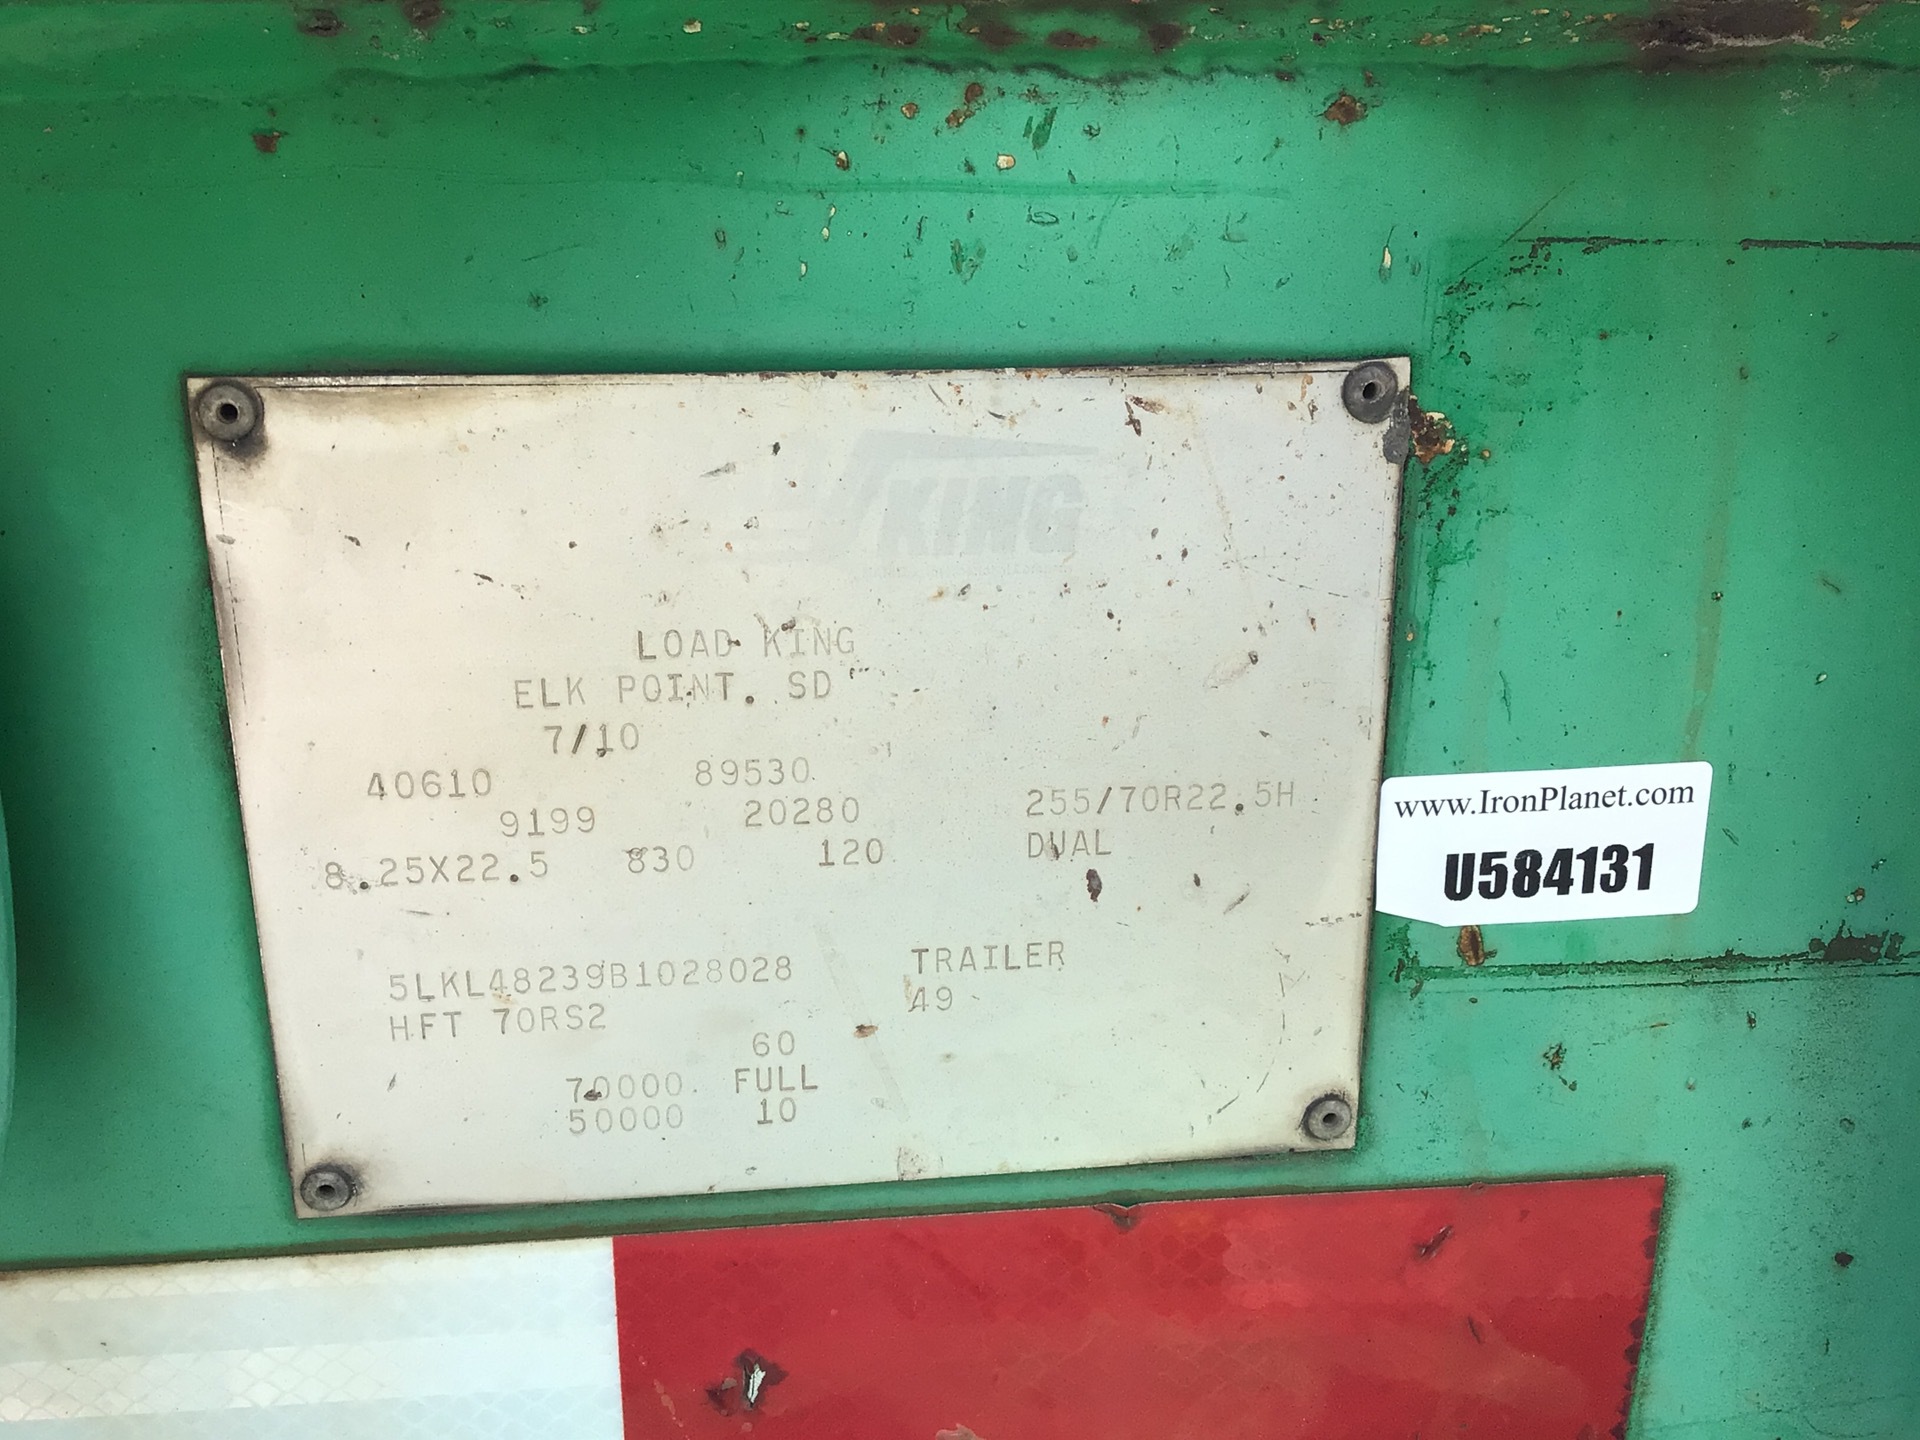 KING
LOAD KING
ELK POINT. SD
7/10
40610 89530
9199 20280 255/70R22.5H
8.25X22.5 830 120 DUAL
5LKL48239B1028028 TRAILER
HFT 70RS2 49
60
70000 FULL
50000 10
www.IronPlanet.com
U584131